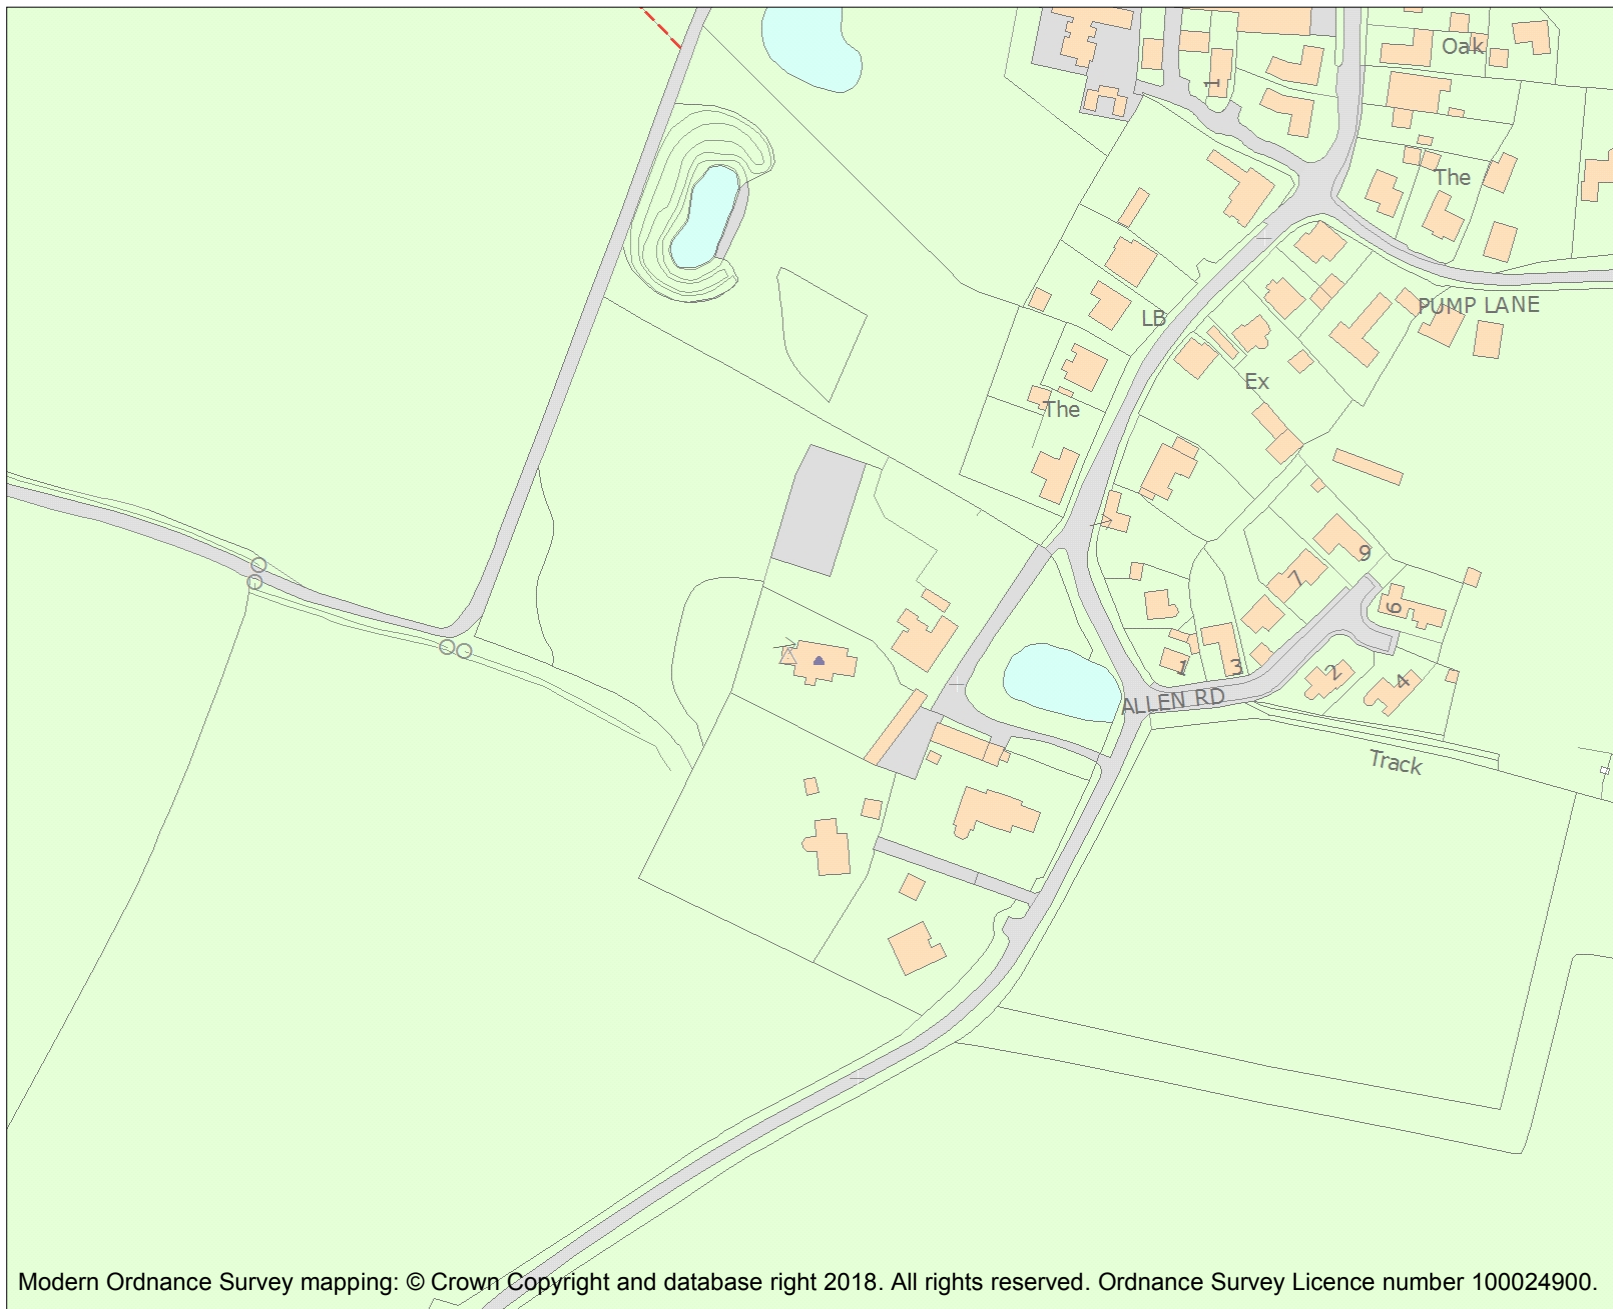 Oak
1
The
PUMP LANE
LB
Ex
The
9
7
6
1
3
2
4
ALLEN RD
Track
Modern Ordnance Survey mapping: © Crown Copyright and database right 2018. All rights reserved. Ordnance Survey Licence number 100024900.